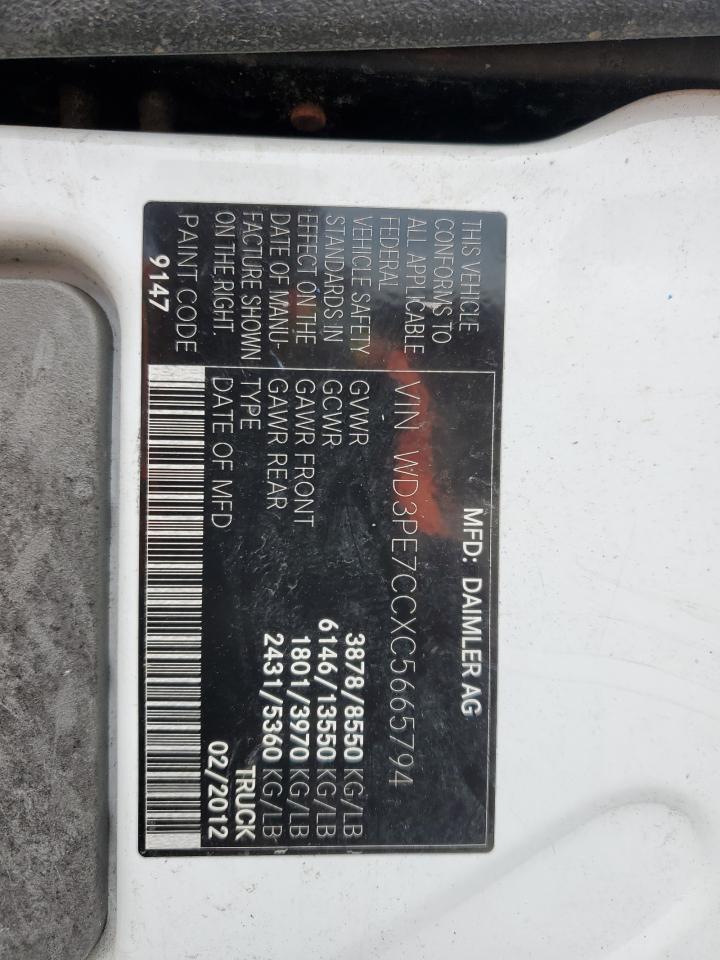 MFD: DAIMLER AG
THIS VEHICLE
CONFORMS TO
ALL APPLICABLE
FEDERAL
VEHICLE SAFETY
STANDARDS IN
EFFECT ON THE
DATE OF MANU-
FACTURE SHOWN
ON THE RIGHT
PAINT CODE
9147
VIN WD3PE7CCXC5665794
GVWR 3878/8550 KG/LB
GCWR 6146/13550 KG/LB
GAWR FRONT 1801/3970 KG/LB
GAWR REAR 2431/5360 KG/LB
TYPE TRUCK
DATE OF MFD 02/2012